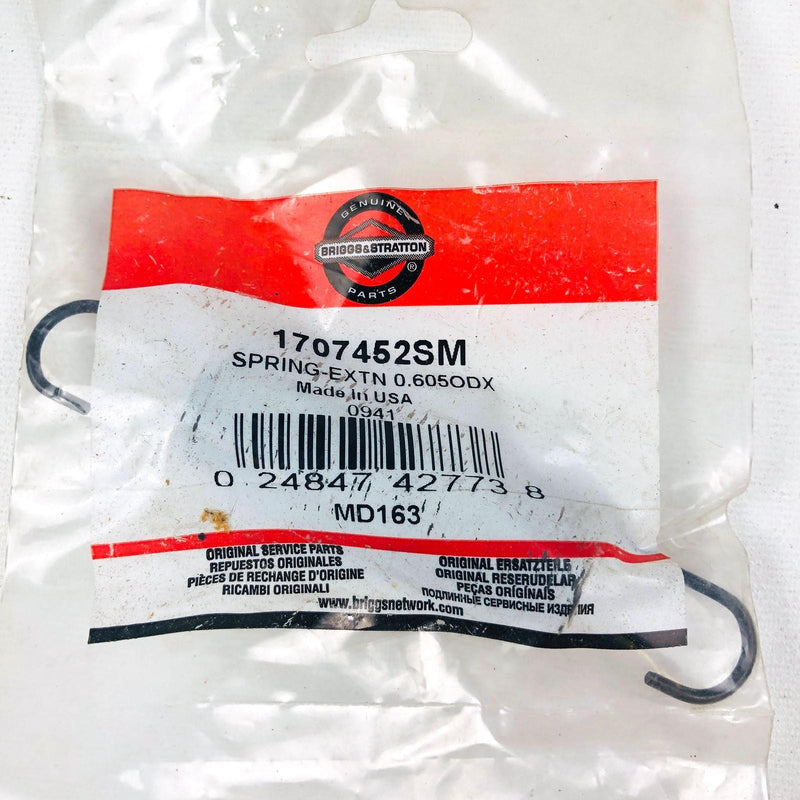 GENUINE
BRIGGS&STRATTON
®
PARTS
1707452SM
SPRING-EXTN 0.605ODX
Made In USA
0941
0 24847 42773 8
MD163
ORIGINAL SERVICE PARTS
REPUESTOS ORIGINALES
PIÈCES DE RECHANGE D'ORIGINE
RICAMBI ORIGINALI
ORIGINAL ERSATZTEILE
ORIGINAL RESERUDELAR
PEÇAS ORIGINAIS
ПОДЛИННЫЕ СЕРВИСНЫЕ ИЗДЕЛИЯ
www.briggsnetwork.com